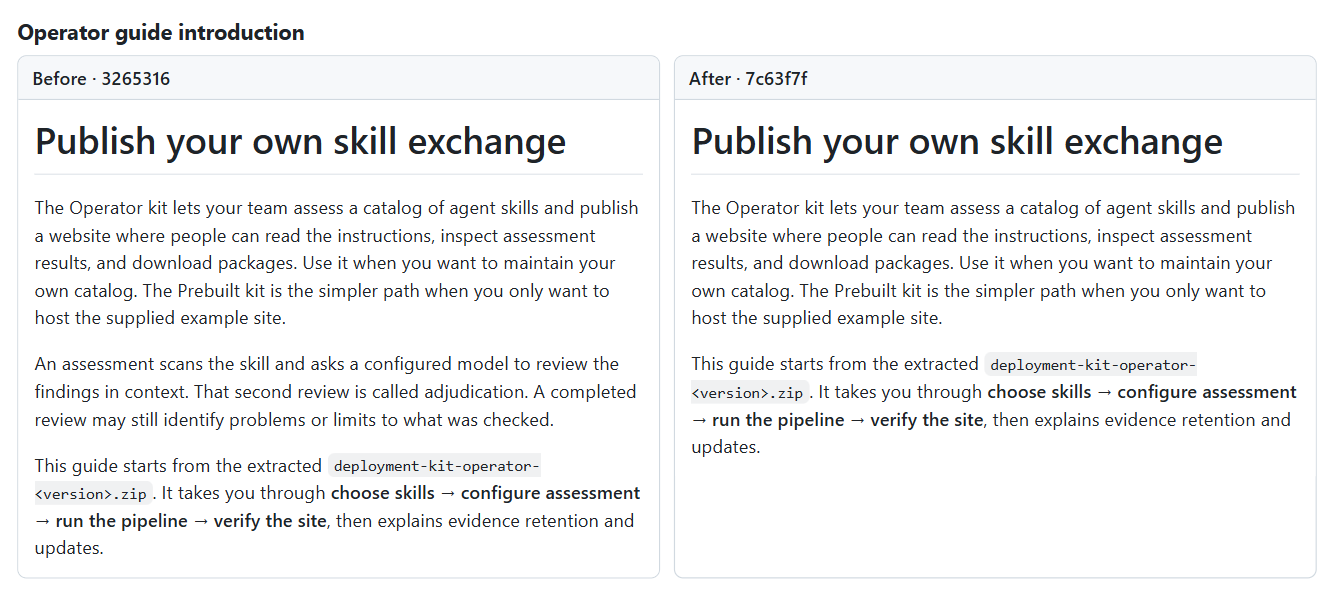 Operator guide introduction
Before · 3265316
Publish your own skill exchange
The Operator kit lets your team assess a catalog of agent skills and publish
a website where people can read the instructions, inspect assessment
results, and download packages. Use it when you want to maintain your
own catalog. The Prebuilt kit is the simpler path when you only want to
host the supplied example site.
An assessment scans the skill and asks a configured model to review the
findings in context. That second review is called adjudication. A completed
review may still identify problems or limits to what was checked.
This guide starts from the extracted deployment-kit-operator-
<version>.zip. It takes you through choose skills → configure assessment
→ run the pipeline → verify the site, then explains evidence retention and
updates.
After · 7c63f7f
Publish your own skill exchange
The Operator kit lets your team assess a catalog of agent skills and publish
a website where people can read the instructions, inspect assessment
results, and download packages. Use it when you want to maintain your
own catalog. The Prebuilt kit is the simpler path when you only want to
host the supplied example site.
This guide starts from the extracted deployment-kit-operator-
<version>.zip. It takes you through choose skills → configure assessment
→ run the pipeline → verify the site, then explains evidence retention and
updates.